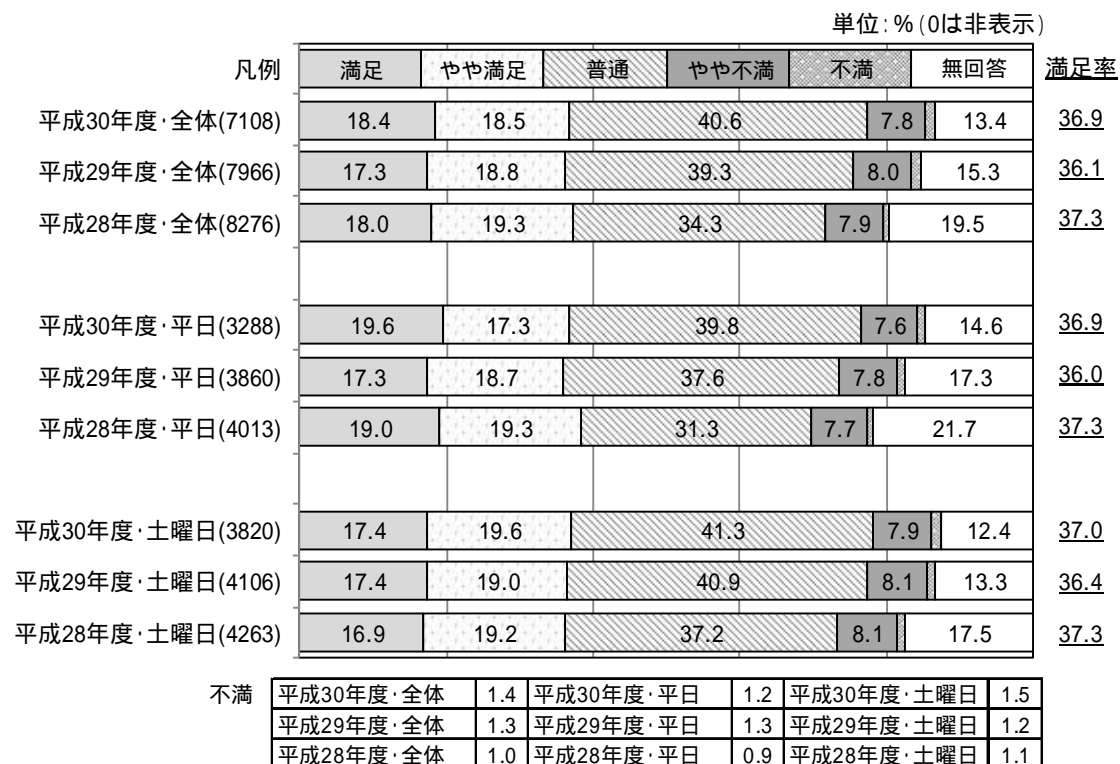 単位:%(0は非表示)
凡例 満足 やや満足 普通 やや不満 不満 無回答 満足率
平成30年度・全体(7108) 18.4 18.5 40.6 7.8 13.4 36.9
平成29年度・全体(7966) 17.3 18.8 39.3 8.0 15.3 36.1
平成28年度・全体(8276) 18.0 19.3 34.3 7.9 19.5 37.3
平成30年度・平日(3288) 19.6 17.3 39.8 7.6 14.6 36.9
平成29年度・平日(3860) 17.3 18.7 37.6 7.8 17.3 36.0
平成28年度・平日(4013) 19.0 19.3 31.3 7.7 21.7 37.3
平成30年度・土曜日(3820) 17.4 19.6 41.3 7.9 12.4 37.0
平成29年度・土曜日(4106) 17.4 19.0 40.9 8.1 13.3 36.4
平成28年度・土曜日(4263) 16.9 19.2 37.2 8.1 17.5 37.3
不満 平成30年度・全体 1.4 平成30年度・平日 1.2 平成30年度・土曜日 1.5
平成29年度・全体 1.3 平成29年度・平日 1.3 平成29年度・土曜日 1.2
平成28年度・全体 1.0 平成28年度・平日 0.9 平成28年度・土曜日 1.1